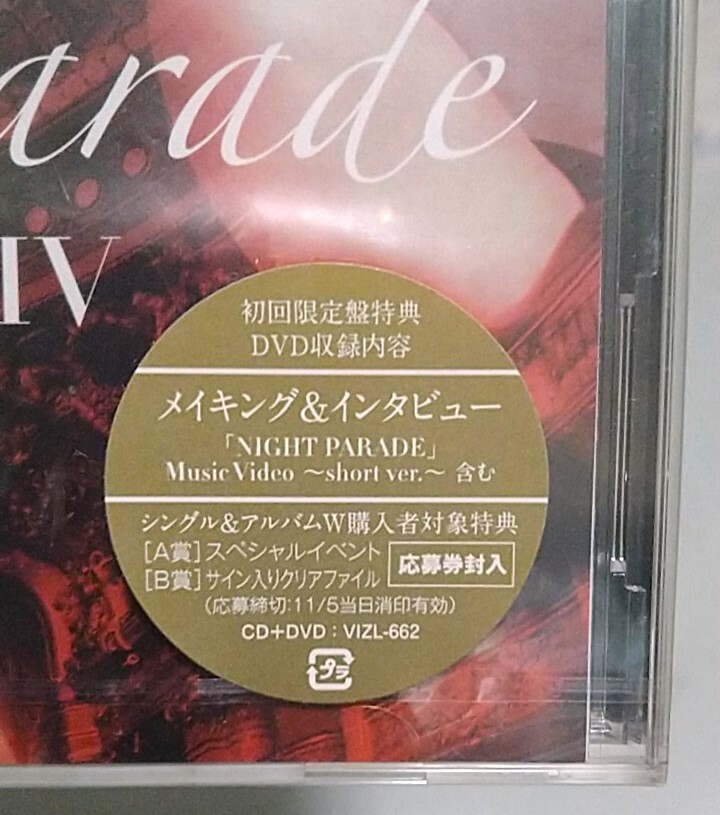 arade
IV
初回限定盤特典
DVD収録内容
メイキング&インタビュー
「NIGHT PARADE」
Music Video ～short ver.～ 含む
シングル&アルバムW購入者対象特典
[A賞]スペシャルイベント
[B賞]サイン入りクリアファイル
応募券封入
(応募締切:11/5当日消印有効)
CD+DVD：VIZL-662
プラ